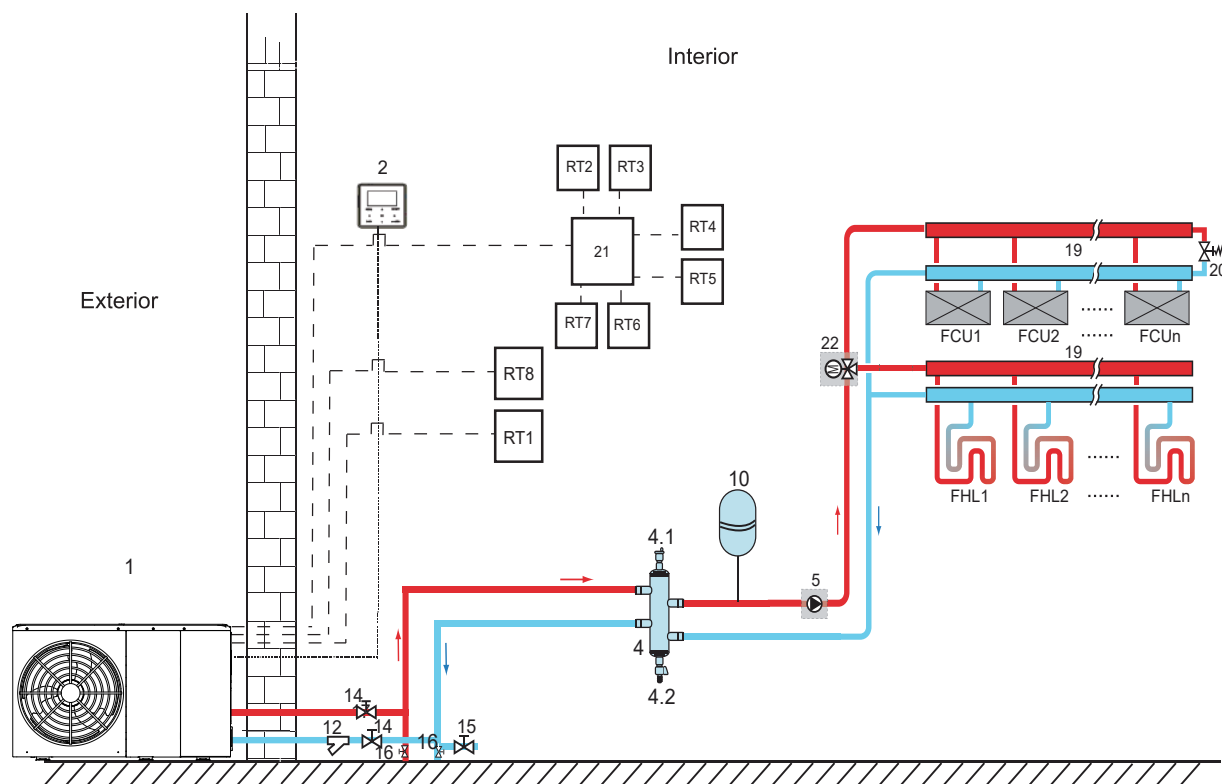 Interior
2
RT2
RT3
RT4
21
RT5
RT7
RT6
Exterior
19
20
FCU1
FCU2
......
......
FCUn
22
19
M
RT8
RT1
......
FHL1
FHL2
......
FHLn
10
4.1
5
1
4
4.2
14
12
14
16
16
15